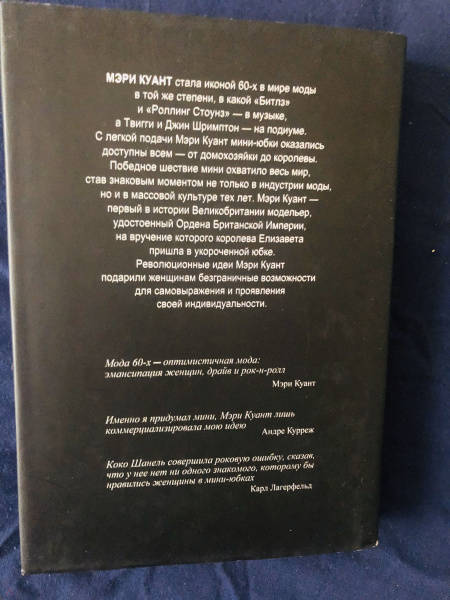 МЭРИ КУАНТ стала иконой 60-х в мире моды
в той же степени, в какой «Битлз»
и «Роллинг Стоунз» — в музыке,
а Твигги и Джин Шримптон — на подиуме.
С легкой подачи Мэри Куант мини-юбки оказались
доступны всем — от домохозяйки до королевы.
Победное шествие мини охватило весь мир,
став знаковым моментом не только в индустрии моды,
но и в массовой культуре тех лет. Мэри Куант —
первый в истории Великобритании модельер,
удостоенный Ордена Британской Империи,
на вручение которого королева Елизавета
пришла в укороченной юбке.
Революционные идеи Мэри Куант
подарили женщинам безграничные возможности
для самовыражения и проявления
своей индивидуальности.
Мода 60-х — оптимистичная мода:
эмансипация женщин, драйв и рок-н-ролл
Мэри Куант
Именно я придумал мини, Мэри Куант лишь
коммерциализировала мою идею
Андре Курреж
Коко Шанель совершила роковую ошибку, сказав,
что у нее нет ни одного знакомого, которому бы
нравились женщины в мини-юбках
Карл Лагерфельд